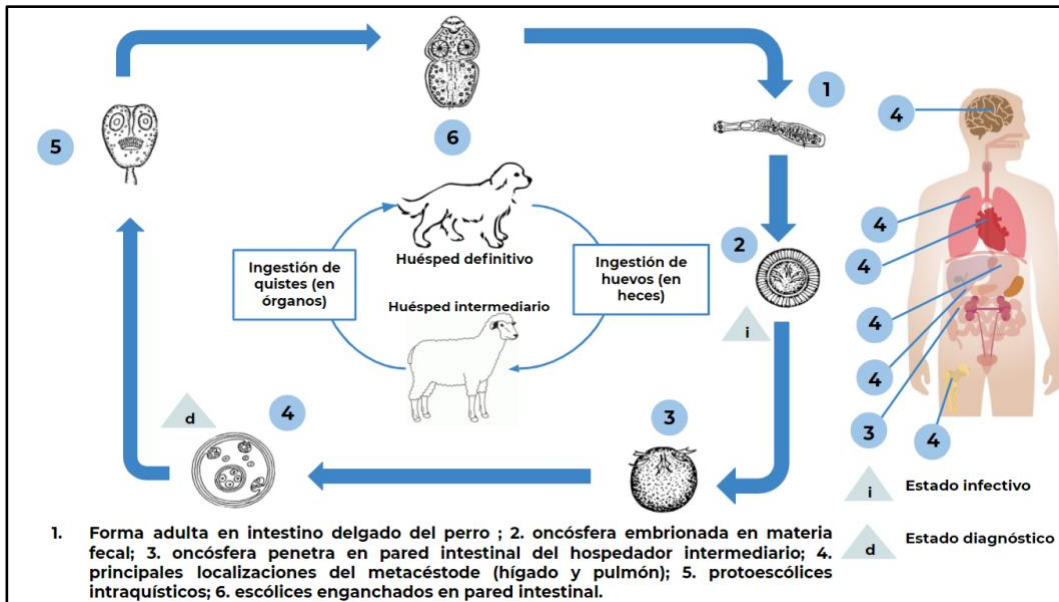 1
4
5
6
4
2
Ingestión de
quistes (en
órganos)
Huésped definitivo
Ingestión de
huevos (en
heces)
4
Huésped intermediario
i
4
4
d
4
3
3
4
i Estado infectivo
d Estado diagnóstico
1. Forma adulta en intestino delgado del perro ; 2. oncósfera embrionada en materia
fecal; 3. oncósfera penetra en pared intestinal del hospedador intermediario; 4.
principales localizaciones del metacéstode (hígado y pulmón); 5. protoescólices
intraquísticos; 6. escólices enganchados en pared intestinal.